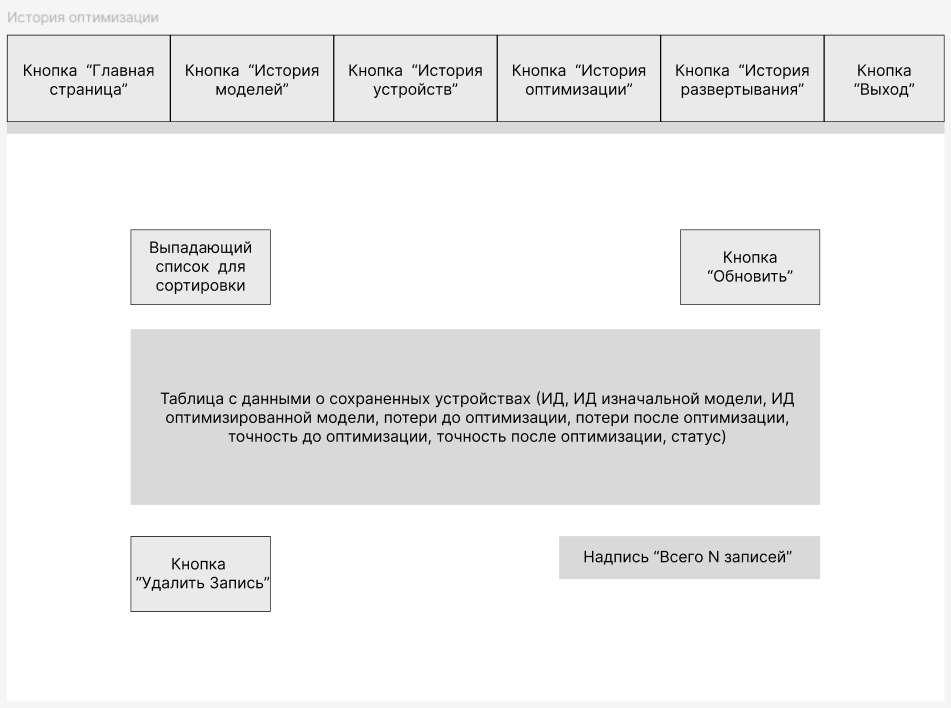 История оптимизации
Кнопка “Главная
страница”
Кнопка “История
моделей”
Кнопка “История
устройств”
Кнопка “История
оптимизации”
Кнопка “История
развертывания”
Кнопка
“Выход”
Выпадающий
список для
сортировки
Кнопка
“Обновить”
Таблица с данными о сохраненных устройствах (ИД, ИД изначальной модели, ИД
оптимизированной модели, потери до оптимизации, потери после оптимизации,
точность до оптимизации, точность после оптимизации, статус)
Кнопка
“Удалить Запись”
Надпись “Всего N записей”